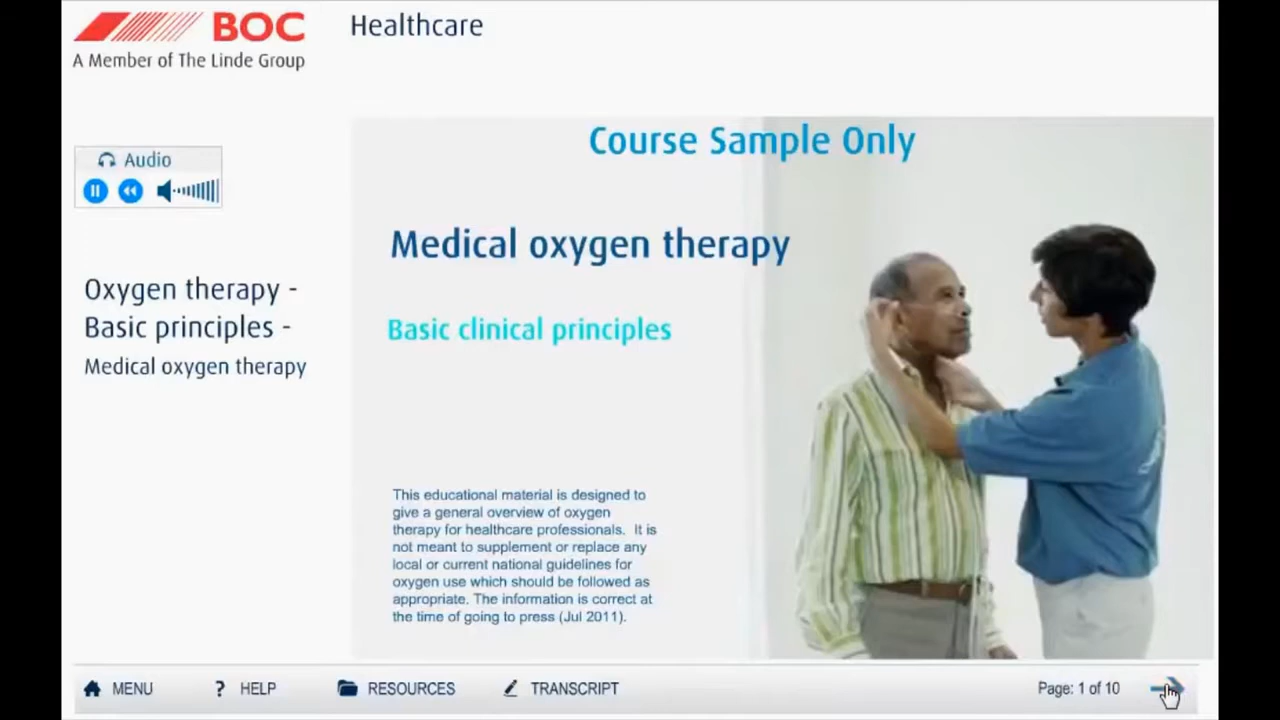 BOC
A Member of The Linde Group
Healthcare
Audio
Oxygen therapy -
Basic principles -
Medical oxygen therapy
Course Sample Only
Medical oxygen therapy
Basic clinical principles
This educational material is designed to
give a general overview of oxygen
therapy for healthcare professionals. It is
not meant to supplement or replace any
local or current national guidelines for
oxygen use which should be followed as
appropriate. The information is correct at
the time of going to press (Jul 2011).
MENU
? HELP
RESOURCES
TRANSCRIPT
Page: 1 of 10